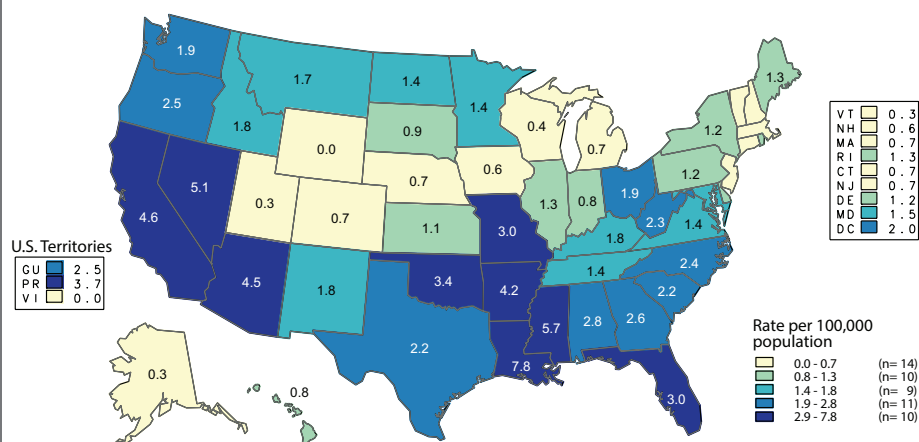 1.9
2.5
1.7
1.8
1.4
1.4
0.9
0.0
0.4
0.7
0.7
0.6
0.3
0.7
5.1
4.6
1.1
3.0
1.3
0.8
1.9
2.3
1.2
1.2
1.3
1.4
1.8
1.4
2.4
2.2
4.5
1.8
3.4
4.2
2.2
7.8
5.7
2.8
2.6
3.0
0.3
0.8
VT 0.3
NH 0.6
MA 0.7
RI 1.3
CT 0.7
NJ 0.7
DE 1.2
MD 1.5
DC 2.0
U.S. Territories
GU 2.5
PR 3.7
VI 0.0
Rate per 100,000
population
0.0 - 0.7 (n= 14)
0.8 - 1.3 (n= 10)
1.4 - 1.8 (n= 9)
1.9 - 2.8 (n= 11)
2.9 - 7.8 (n= 10)